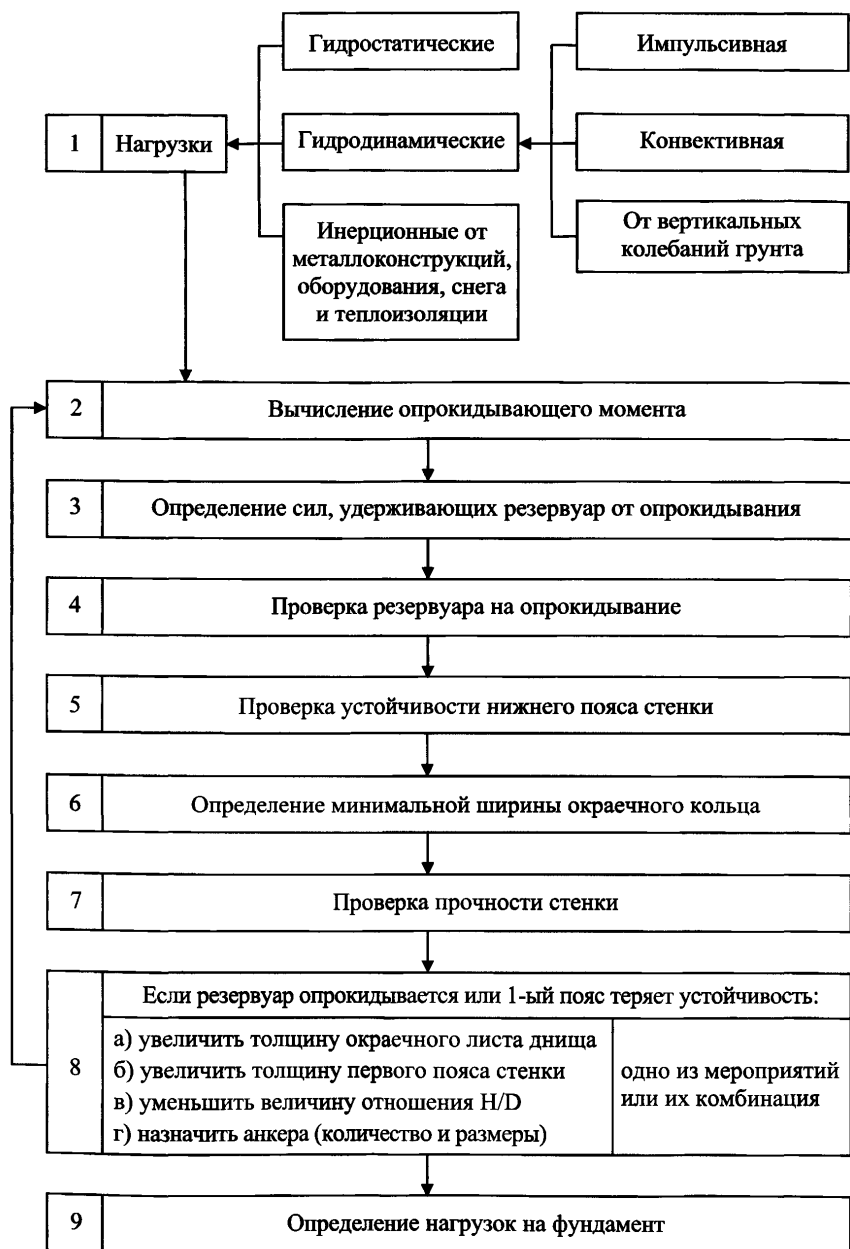 Гидростатические
Импульсивная
1
Нагрузки
Гидродинамические
Конвективная
Инерционные от
металлоконструкций,
оборудования, снега
и теплоизоляции
От вертикальных
колебаний грунта
2
Вычисление опрокидывающего момента
3
Определение сил, удерживающих резервуар от опрокидывания
4
Проверка резервуара на опрокидывание
5
Проверка устойчивости нижнего пояса стенки
6
Определение минимальной ширины окраечного кольца
7
Проверка прочности стенки
8
Если резервуар опрокидывается или 1-ый пояс теряет устойчивость:
а) увеличить толщину окраечного листа днища
б) увеличить толщину первого пояса стенки
в) уменьшить величину отношения H/D
г) назначить анкера (количество и размеры)
одно из мероприятий
или их комбинация
9
Определение нагрузок на фундамент